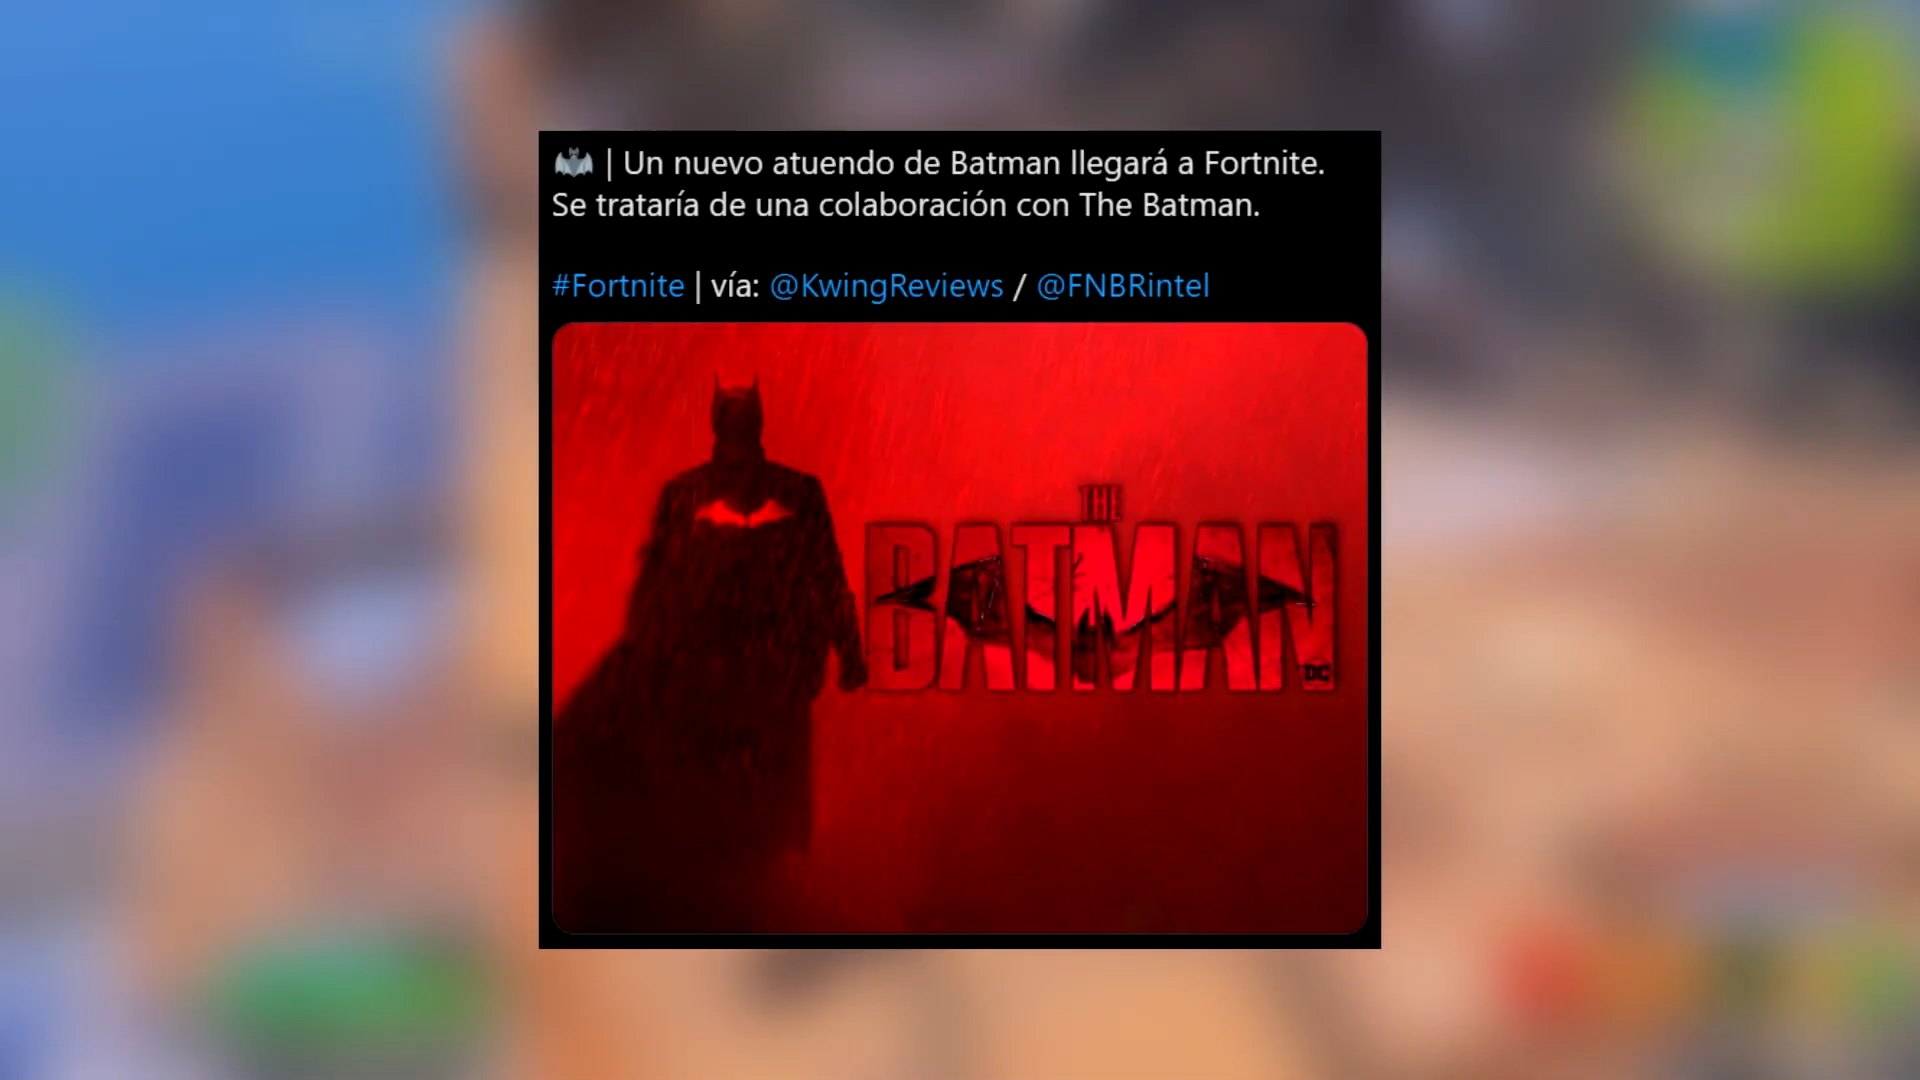 🦇 | Un nuevo atuendo de Batman llegará a Fortnite.
Se trataría de una colaboración con The Batman.
#Fortnite | vía: @KwingReviews / @FNBRintel
THE
BATMAN
DC